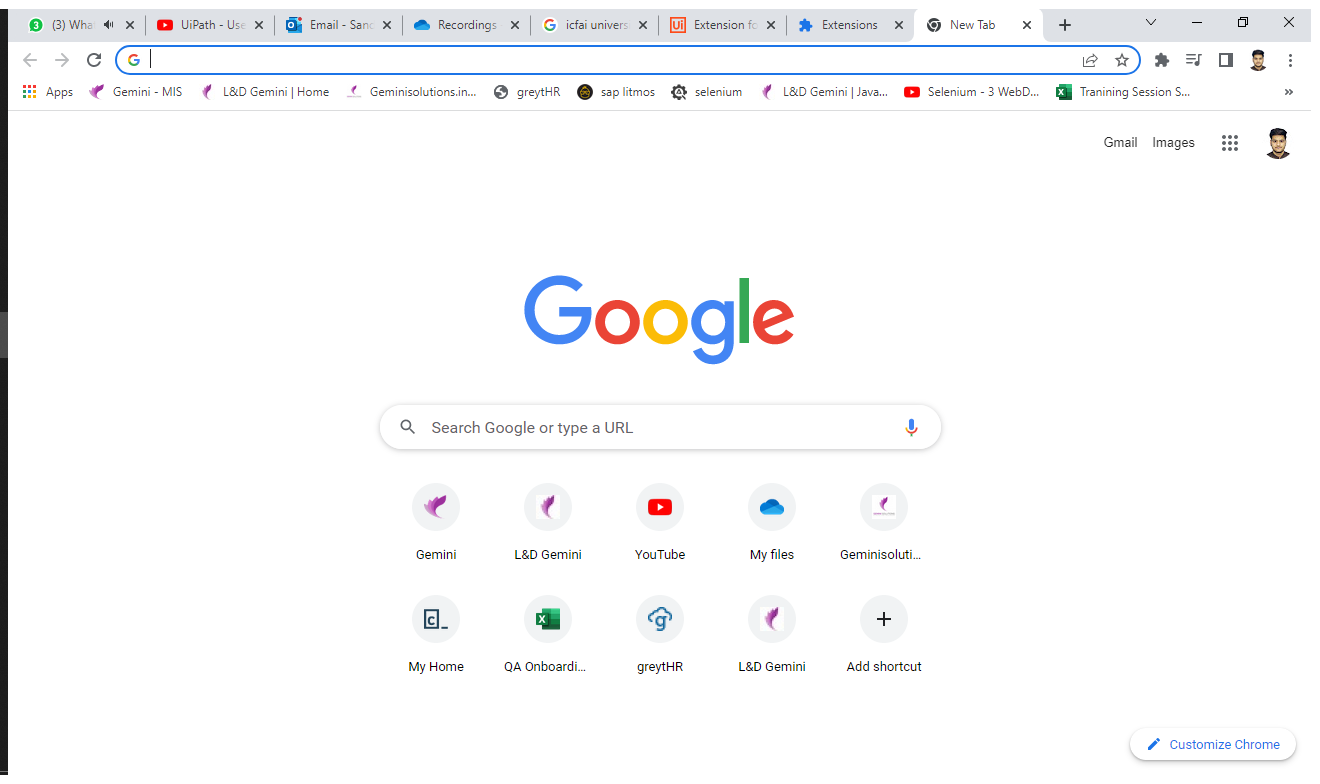 3 (3) Wha UiPath - Use Email - Sand Recordings icfai univers Extension fo Extensions New Tab
Apps Gemini - MIS L&D Gemini | Home Geminisolutions.in... greytHR sap litmos selenium L&D Gemini | Java... Selenium - 3 WebD... Tranining Session S... »
Gmail Images
Google
Search Google or type a URL
Gemini L&D Gemini YouTube My files Geminisoluti...
My Home QA Onboardi... greytHR L&D Gemini Add shortcut
Customize Chrome